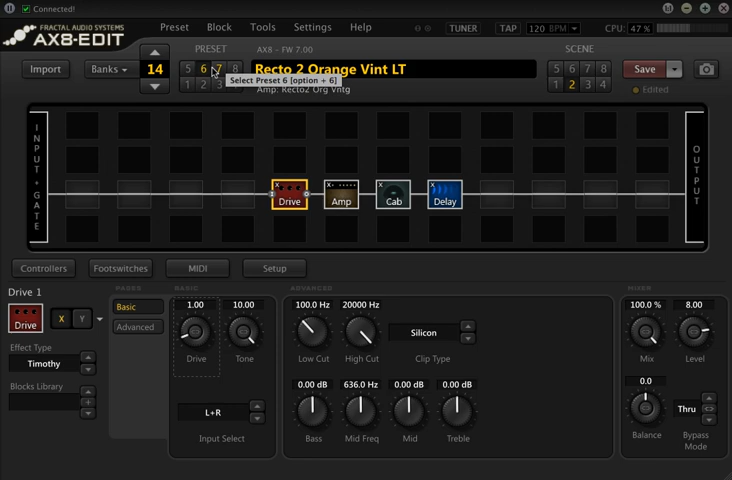 Connected!
FRACTAL AUDIO SYSTEMS
AX8-EDIT
Preset Block Tools Settings Help
TUNER TAP 120 BPM CPU: 47 %
PRESET AX8 - FW 7.00 SCENE
Import Banks 14 5 6 7 8 Recto 2 Orange Vint LT 5 6 7 8 Save
Select Preset 6 [option + 6]
1 2 3 Amp: Recto2 Org Vntg 1 2 3 4 Edited
INPUT • GATE
OUTPUT
X X X X
Drive Amp Cab Delay
Controllers Footswitches MIDI Setup
Drive 1 PAGES BASIC ADVANCED MIXER
Drive X Y
Effect Type
Timothy
Blocks Library
Basic
Advanced
1.00 10.00
Drive Tone
L+R
Input Select
100.0 Hz 20000 Hz
Silicon
Low Cut High Cut Clip Type
0.00 dB 636.0 Hz 0.00 dB 0.00 dB
Bass Mid Freq Mid Treble
100.0 % 8.00
Mix Level
0.0
Thru
Balance Bypass
Mode